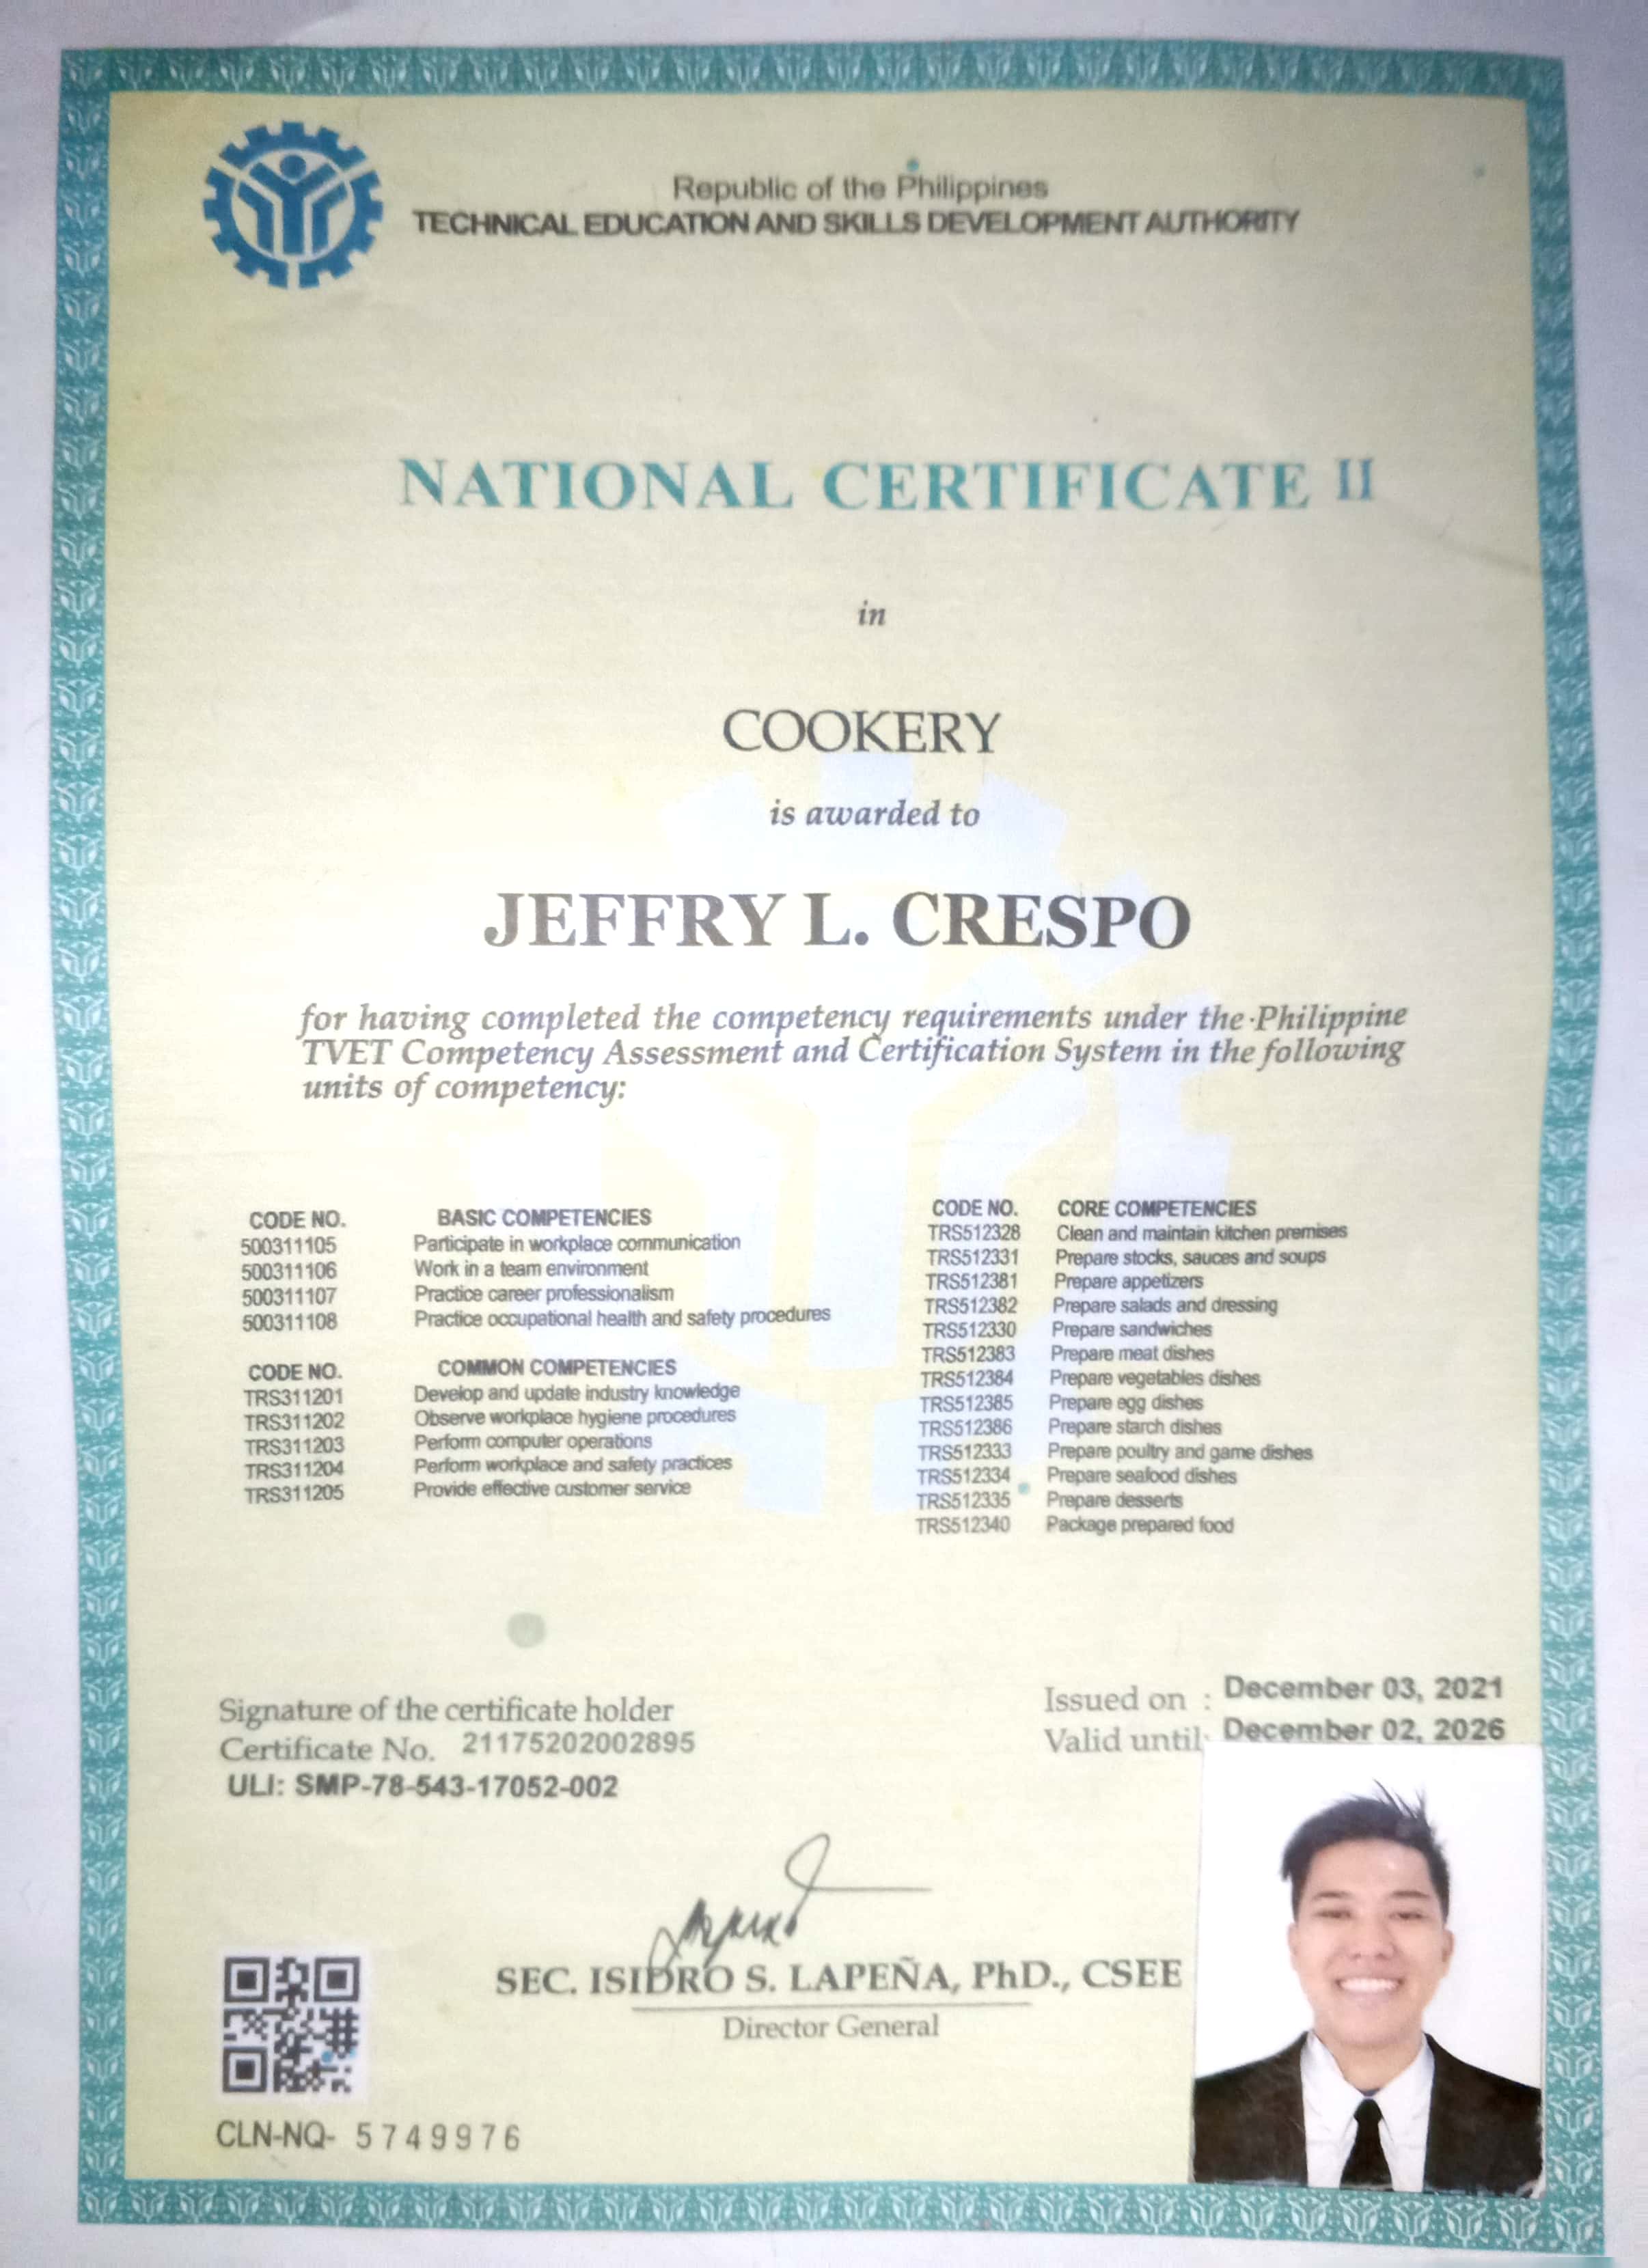 Republic of the Philippines
TECHNICAL EDUCATION AND SKILLS DEVELOPMENT AUTHORITY
NATIONAL CERTIFICATE II
in
COOKERY
is awarded to
JEFFRY L. CRESPO
for having completed the competency requirements under the Philippine
TVET Competency Assessment and Certification System in the following
units of competency:
CODE NO. BASIC COMPETENCIES
500311105 Participate in workplace communication
500311106 Work in a team environment
500311107 Practice career professionalism
500311108 Practice occupational health and safety procedures
CODE NO. COMMON COMPETENCIES
TRS311201 Develop and update industry knowledge
TRS311202 Observe workplace hygiene procedures
TRS311203 Perform computer operations
TRS311204 Perform workplace and safety practices
TRS311205 Provide effective customer service
CODE NO. CORE COMPETENCIES
TRS512328 Clean and maintain kitchen premises
TRS512331 Prepare stocks, sauces and soups
TRS512381 Prepare appetizers
TRS512382 Prepare salads and dressing
TRS512330 Prepare sandwiches
TRS512383 Prepare meat dishes
TRS512384 Prepare vegetables dishes
TRS512385 Prepare egg dishes
TRS512386 Prepare starch dishes
TRS512333 Prepare poultry and game dishes
TRS512334 Prepare seafood dishes
TRS512335 Prepare desserts
TRS512340 Package prepared food
Signature of the certificate holder
Certificate No. 21175202002895
ULI: SMP-78-543-17052-002
Issued on : December 03, 2021
Valid until: December 02, 2026
SEC. ISIDRO S. LAPEÑA, PhD., CSEE
Director General
CLN-NQ- 5749976